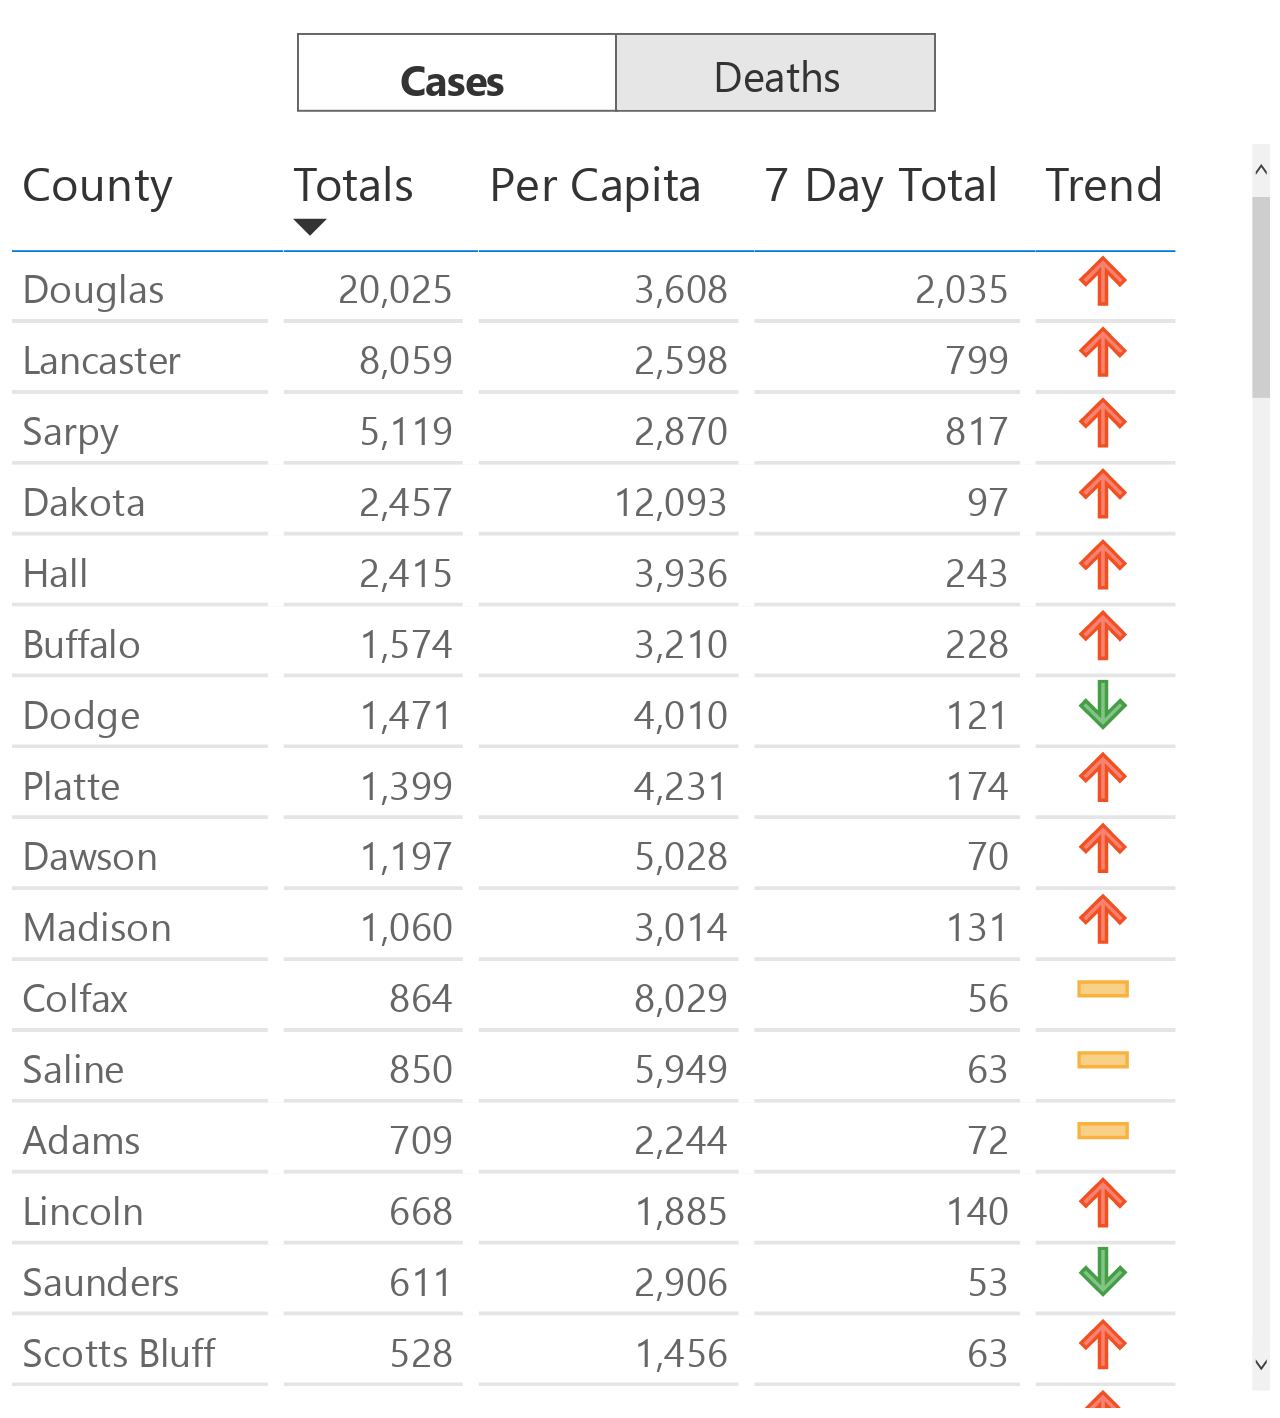 Cases Deaths
County Totals Per Capita 7 Day Total Trend
Douglas 20,025 3,608 2,035
Lancaster 8,059 2,598 799
Sarpy 5,119 2,870 817
Dakota 2,457 12,093 97
Hall 2,415 3,936 243
Buffalo 1,574 3,210 228
Dodge 1,471 4,010 121
Platte 1,399 4,231 174
Dawson 1,197 5,028 70
Madison 1,060 3,014 131
Colfax 864 8,029 56
Saline 850 5,949 63
Adams 709 2,244 72
Lincoln 668 1,885 140
Saunders 611 2,906 53
Scotts Bluff 528 1,456 63